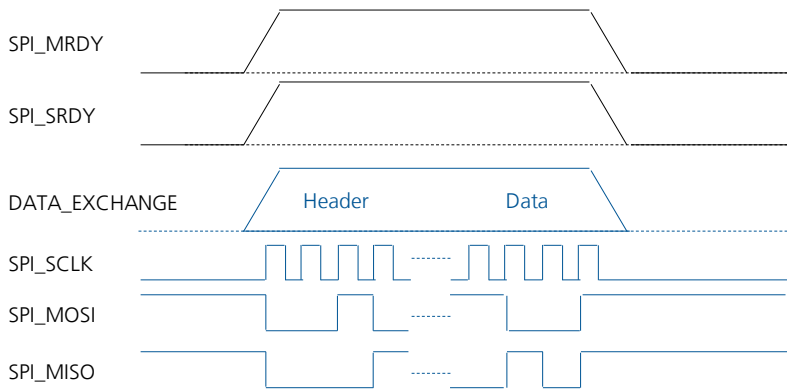 SPI_MRDY
SPI_SRDY
DATA_EXCHANGE
Header
Data
SPI_SCLK
SPI_MOSI
SPI_MISO